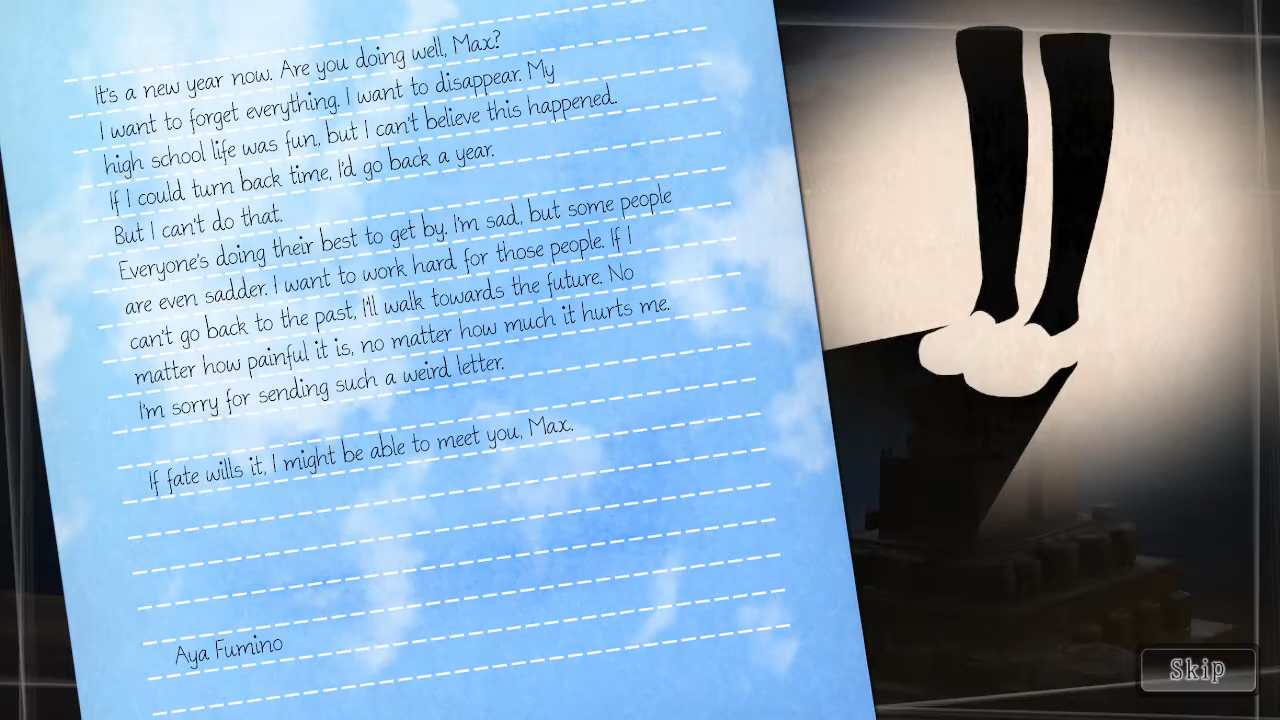 It's a new year now. Are you doing well, Max?
I want to forget everything. I want to disappear. My
high school life was fun, but I can't believe this happened.
If I could turn back time, I'd go back a year.
But I can't do that.
Everyone's doing their best to get by. I'm sad, but some people
are even sadder. I want to work hard for those people. If I
can't go back to the past, I'll walk towards the future. No
matter how painful it is, no matter how much it hurts me.
I'm sorry for sending such a weird letter.
If fate wills it, I might be able to meet you, Max.
Aya Fumino
Skip